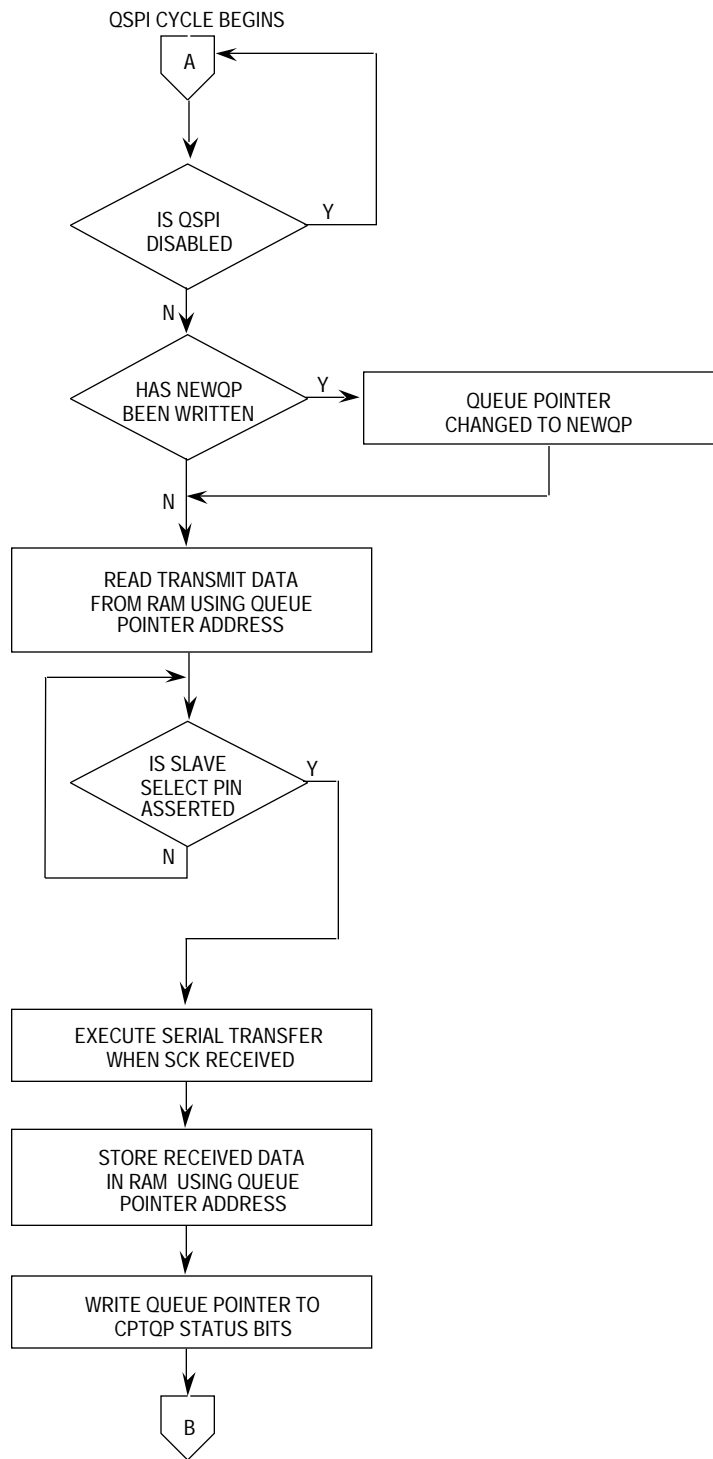 QSPI CYCLE BEGINS
A
IS QSPI
DISABLED
Y
N
HAS NEWQP
BEEN WRITTEN
Y
QUEUE POINTER
CHANGED TO NEWQP
N
READ TRANSMIT DATA
FROM RAM USING QUEUE
POINTER ADDRESS
IS SLAVE
SELECT PIN
ASSERTED
Y
N
EXECUTE SERIAL TRANSFER
WHEN SCK RECEIVED
STORE RECEIVED DATA
IN RAM USING QUEUE
POINTER ADDRESS
WRITE QUEUE POINTER TO
CPTQP STATUS BITS
B